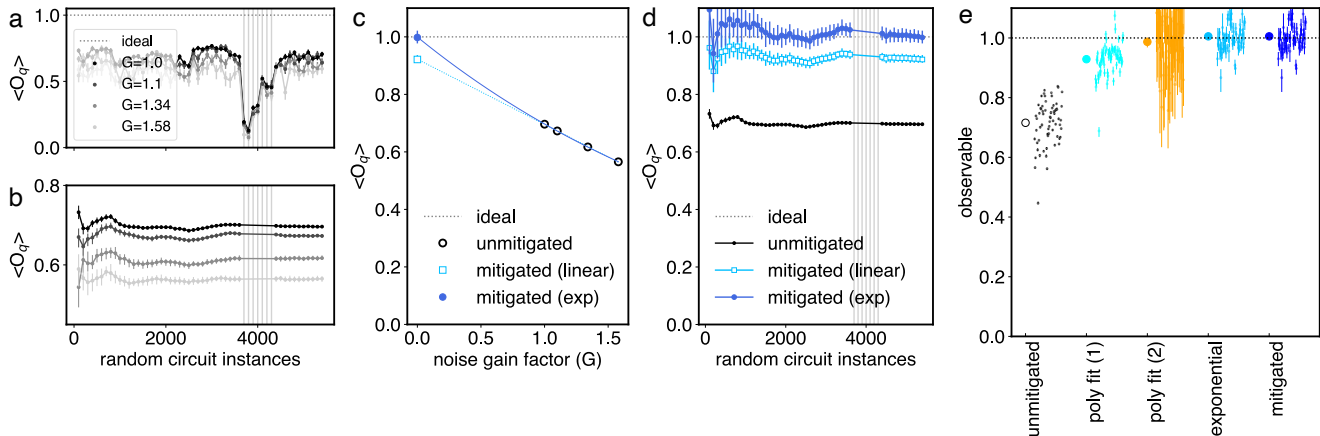 a
<O_q>
1.0
0.5
0.0
ideal
G=1.0
G=1.1
G=1.34
G=1.58
b
<O_q>
0.8
0.6
0
2000
4000
random circuit instances
c
<O_q>
1.0
0.8
0.6
0.4
0.2
0.0
ideal
unmitigated
mitigated (linear)
mitigated (exp)
0.0
0.5
1.0
1.5
noise gain factor (G)
d
<O_q>
1.0
0.8
0.6
0.4
0.2
0.0
ideal
unmitigated
mitigated (linear)
mitigated (exp)
0
2000
4000
random circuit instances
e
observable
1.0
0.8
0.6
0.4
0.2
0.0
unmitigated
poly fit (1)
poly fit (2)
exponential
mitigated